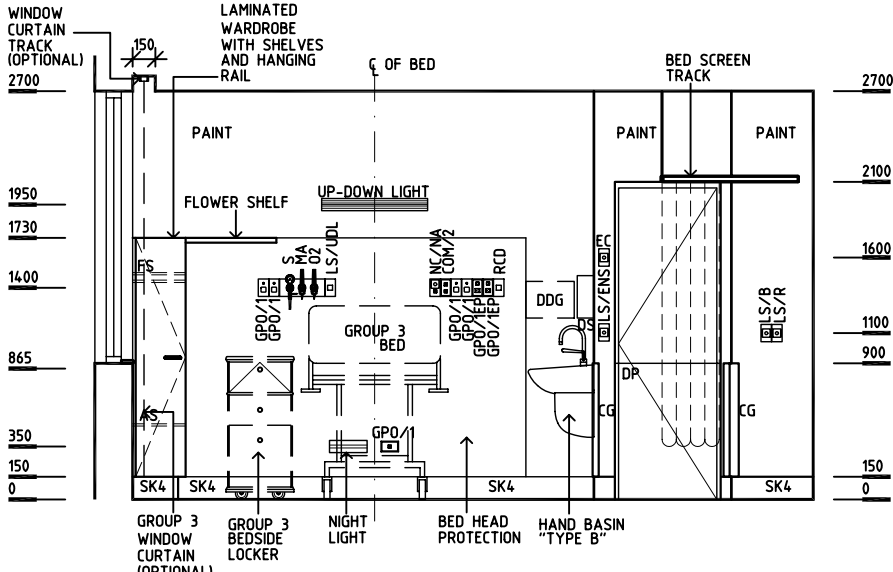 WINDOW
CURTAIN
TRACK
(OPTIONAL)
150
LAMINATED
WARDROBE
WITH SHELVES
AND HANGING
RAIL
℄ OF BED
BED SCREEN
TRACK
2700
2700
PAINT
PAINT
PAINT
2100
1950
UP-DOWN LIGHT
FLOWER SHELF
1730
S
MA
O2
LS/UDL
NC/NA
COM/2
RCD
EC
1600
FS
1400
DDG
LS/ENS
LS/B
LS/R
GPO/1
GPO/1
GROUP 3
BED
GPO/1
GPO/1
GPO/1EP
GPO/1EP
DS
1100
865
900
DP
AS
CG
CG
GPO/1
350
150
150
SK4
SK4
SK4
SK4
0
0
GROUP 3
WINDOW
CURTAIN
(OPTIONAL)
GROUP 3
BEDSIDE
LOCKER
NIGHT
LIGHT
BED HEAD
PROTECTION
HAND BASIN
"TYPE B"